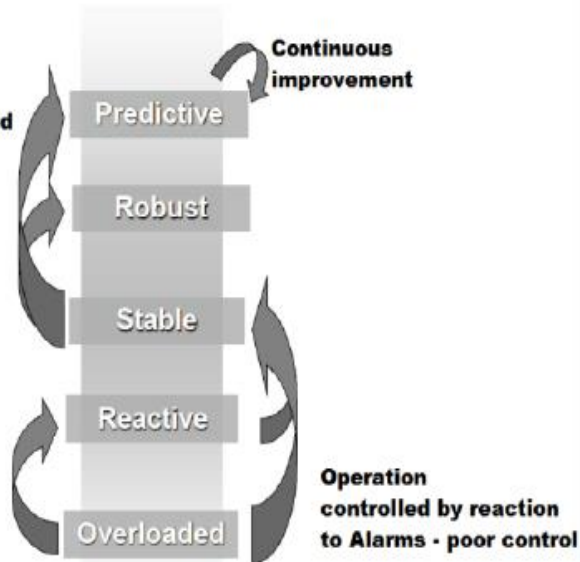 Continuous
improvement
d
Predictive
Robust
Stable
Reactive
Operation
controlled by reaction
to Alarms - poor control
Overloaded